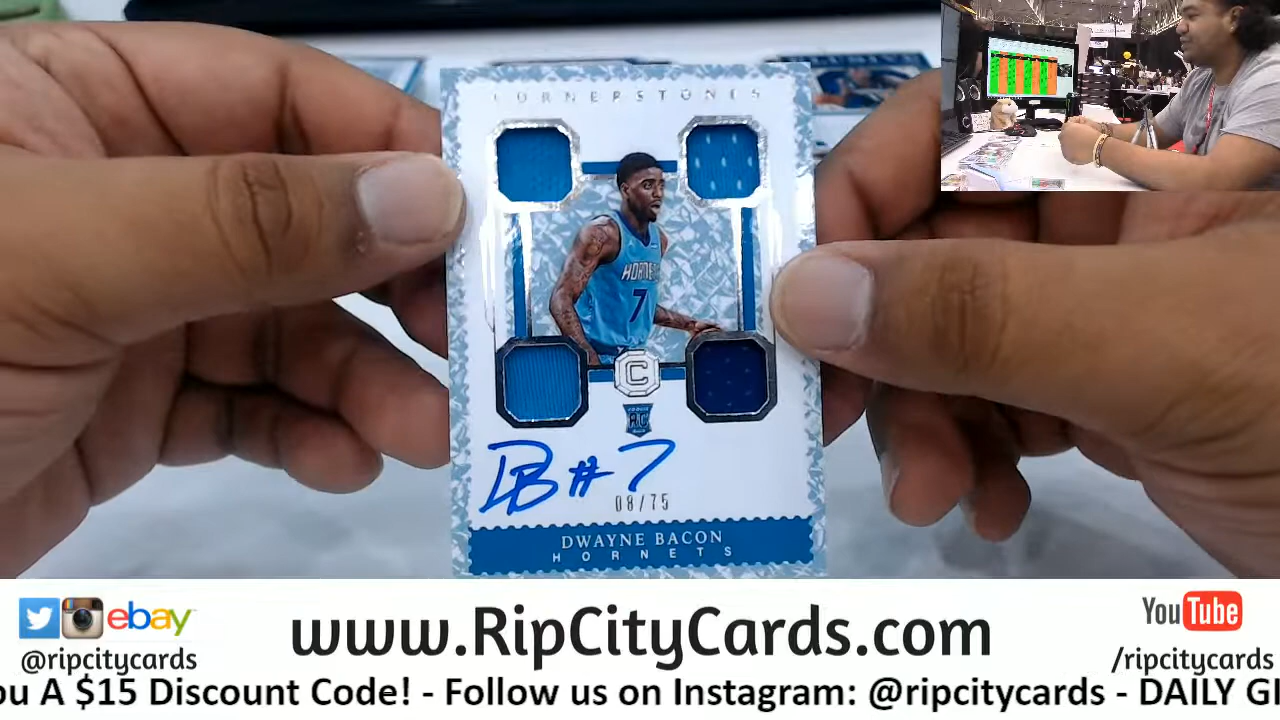 CORNERSTONES
HORNETS
7
C
RC
DB #7
08/75
DWAYNE BACON
HORNETS
ebay
@ripcitycards
www.RipCityCards.com
YouTube
/ripcitycards
ou A $15 Discount Code! - Follow us on Instagram: @ripcitycards - DAILY GI